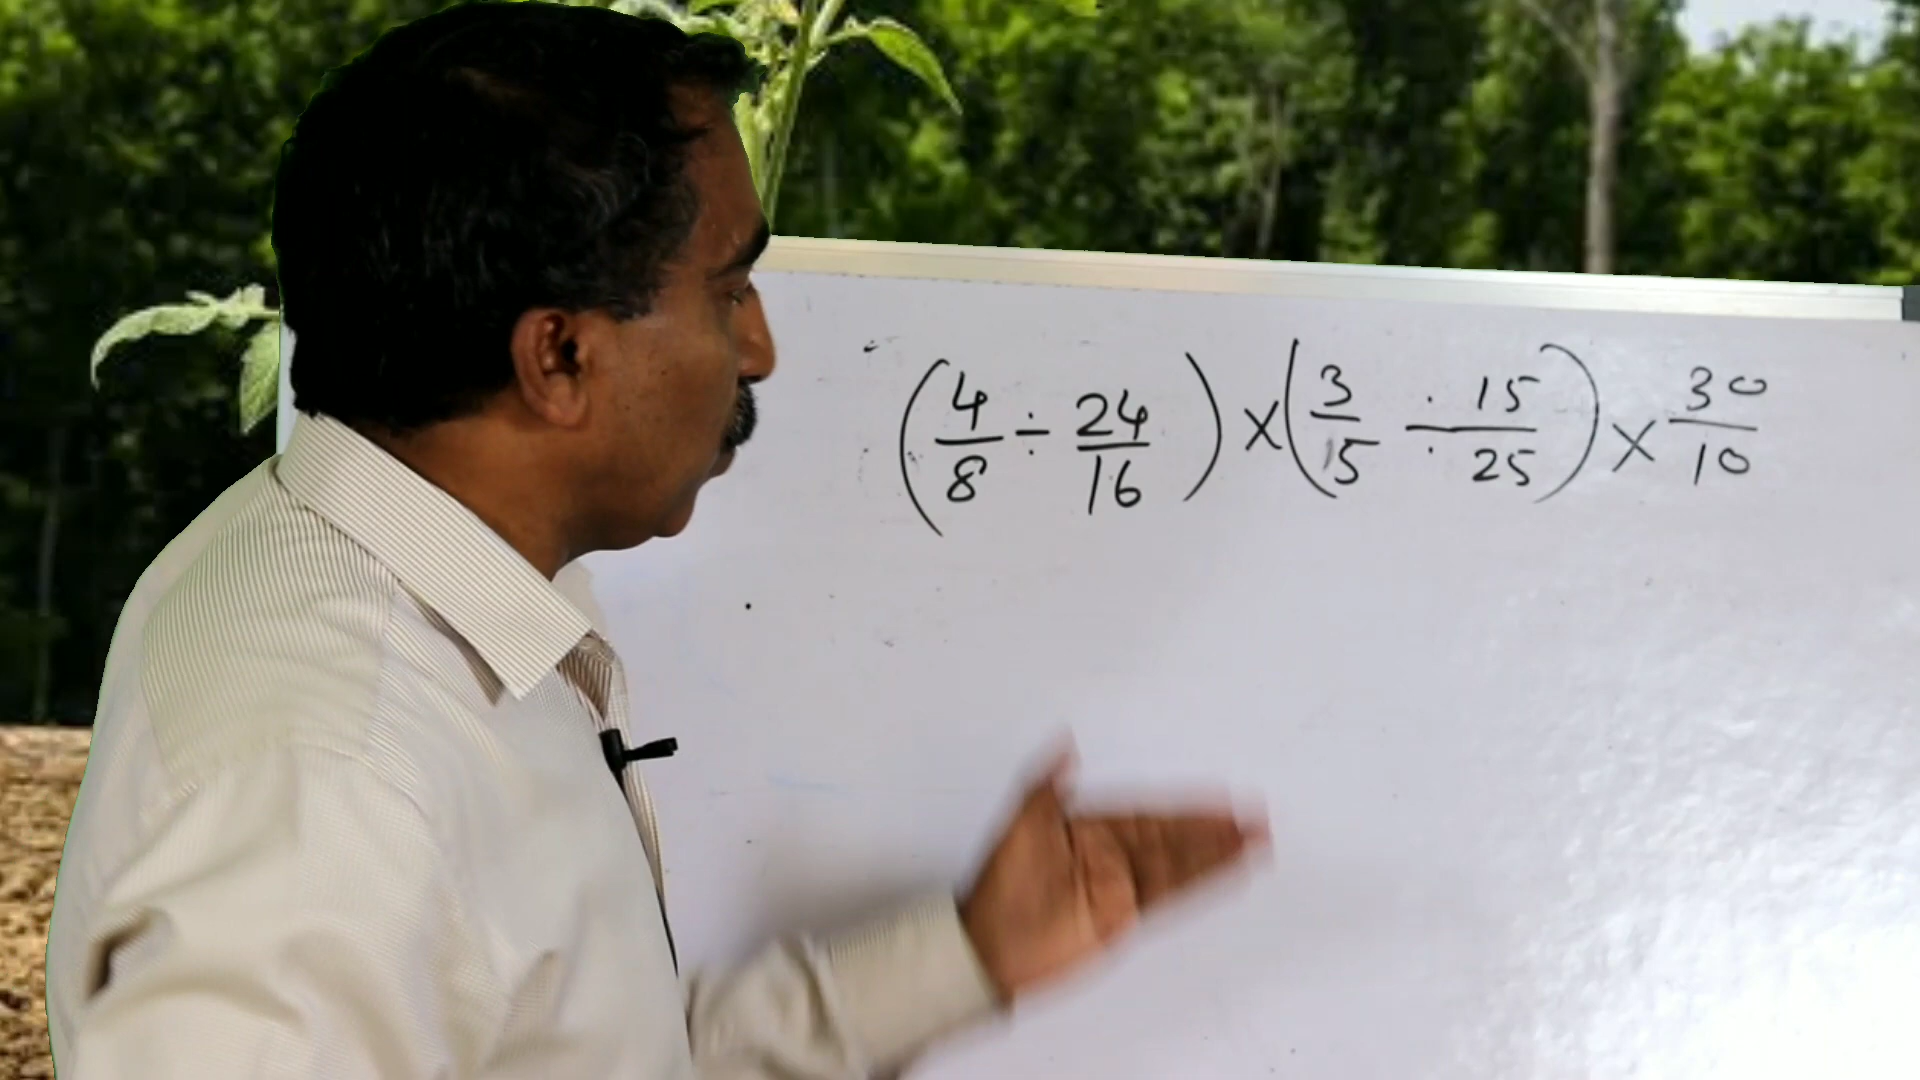 (4/8 ÷ 24/16) × (3/15 ÷ 15/25) × 30/10